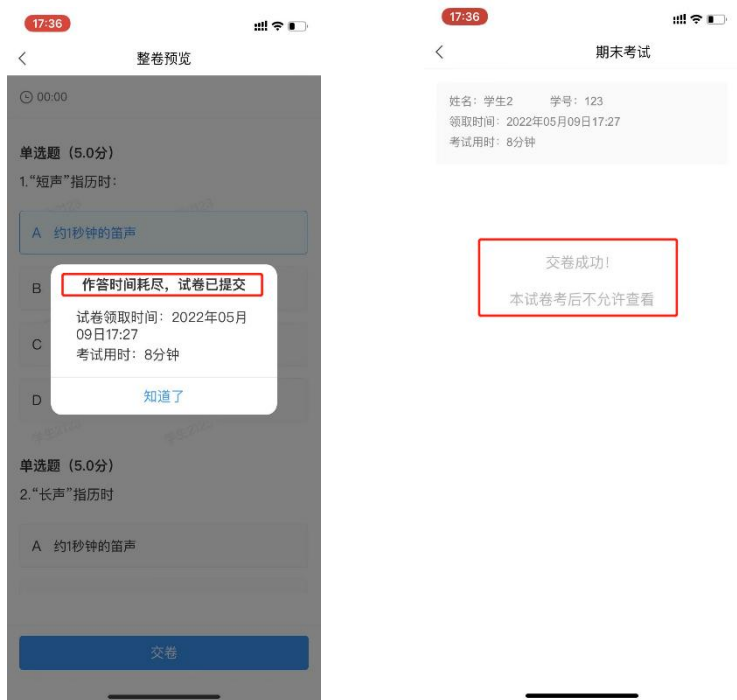 17:36
整卷预览
00:00
单选题（5.0分）
1.“短声”指历时：
A 约1秒钟的笛声
B
作答时间耗尽，试卷已提交
试卷领取时间：2022年05月
09日17:27
C
考试用时：8分钟
D
知道了
单选题（5.0分）
2.“长声”指历时
A 约1秒钟的笛声
交卷
17:36
期末考试
姓名：学生2 学号：123
领取时间：2022年05月09日17:27
考试用时：8分钟
交卷成功！
本试卷考后不允许查看